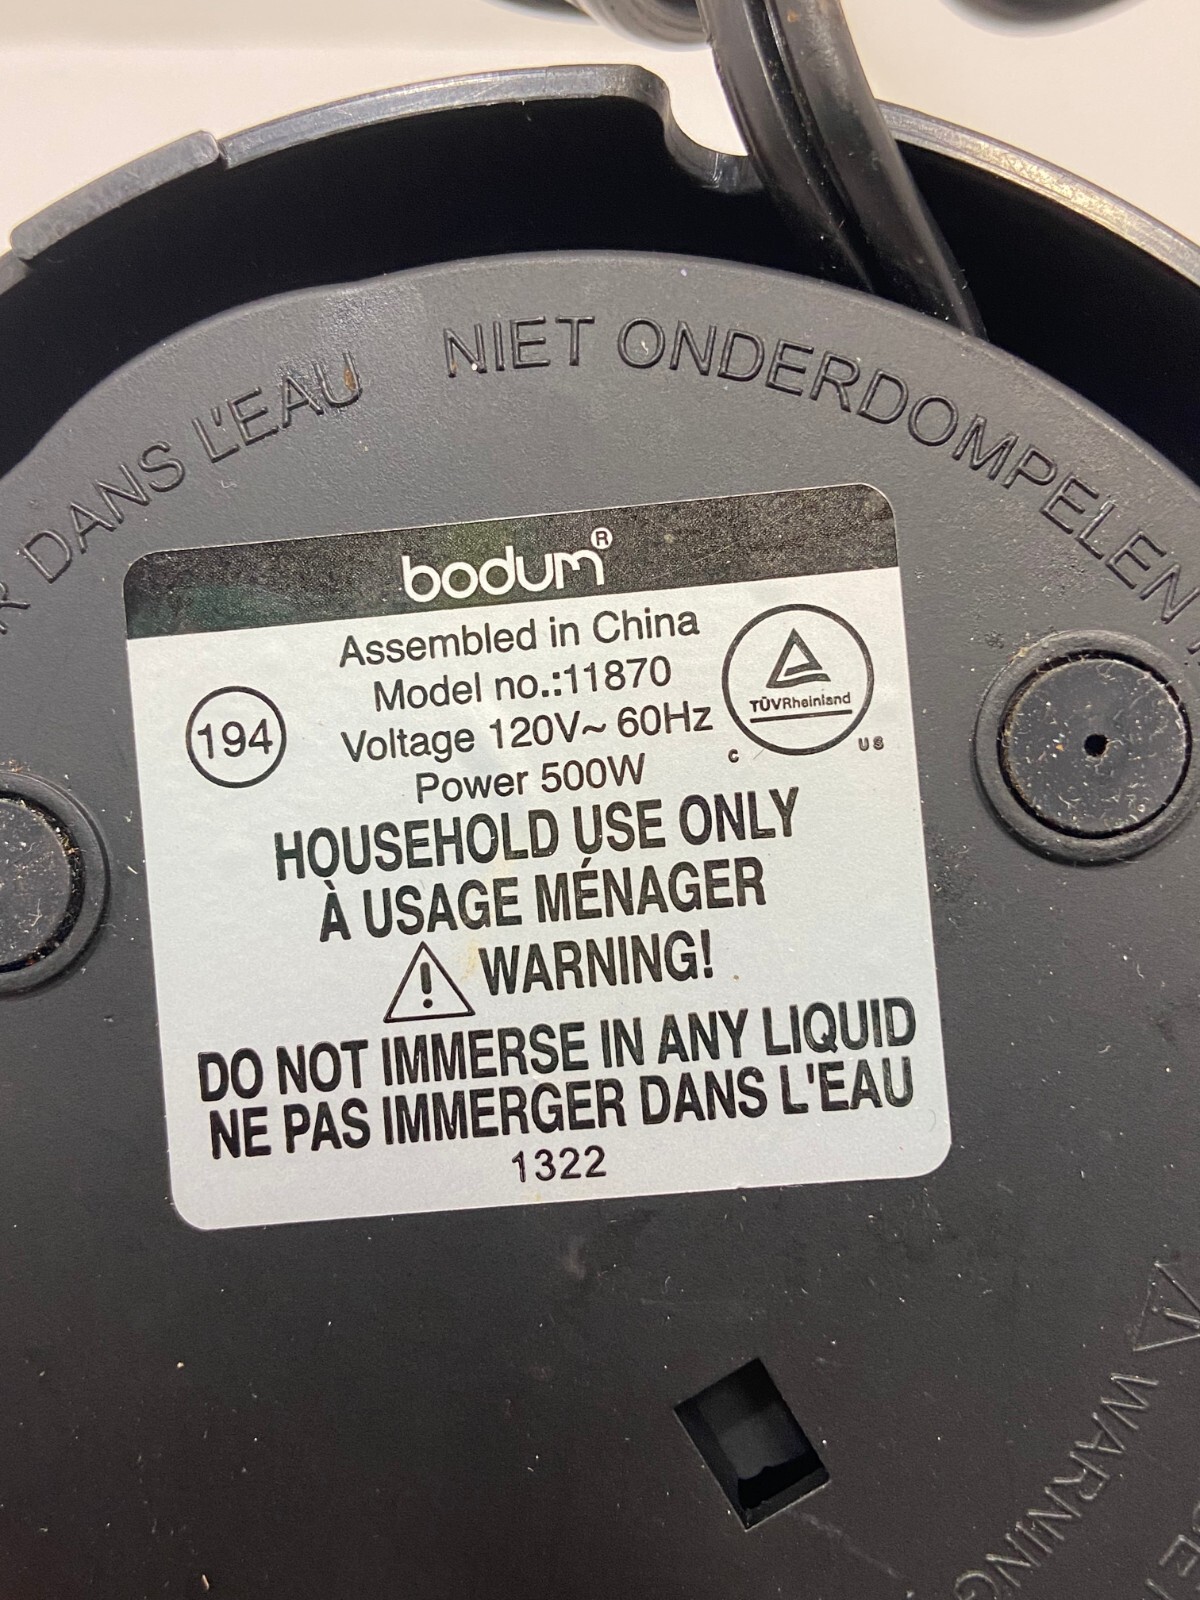 DANS L'EAU NIET ONDERDOMPELEN
bodum®
Assembled in China
Model no.:11870
194
TÜVRheinland
C US
Voltage 120V~ 60Hz
Power 500W
HOUSEHOLD USE ONLY
À USAGE MÉNAGER
WARNING!
DO NOT IMMERSE IN ANY LIQUID
NE PAS IMMERGER DANS L'EAU
1322
WARNING